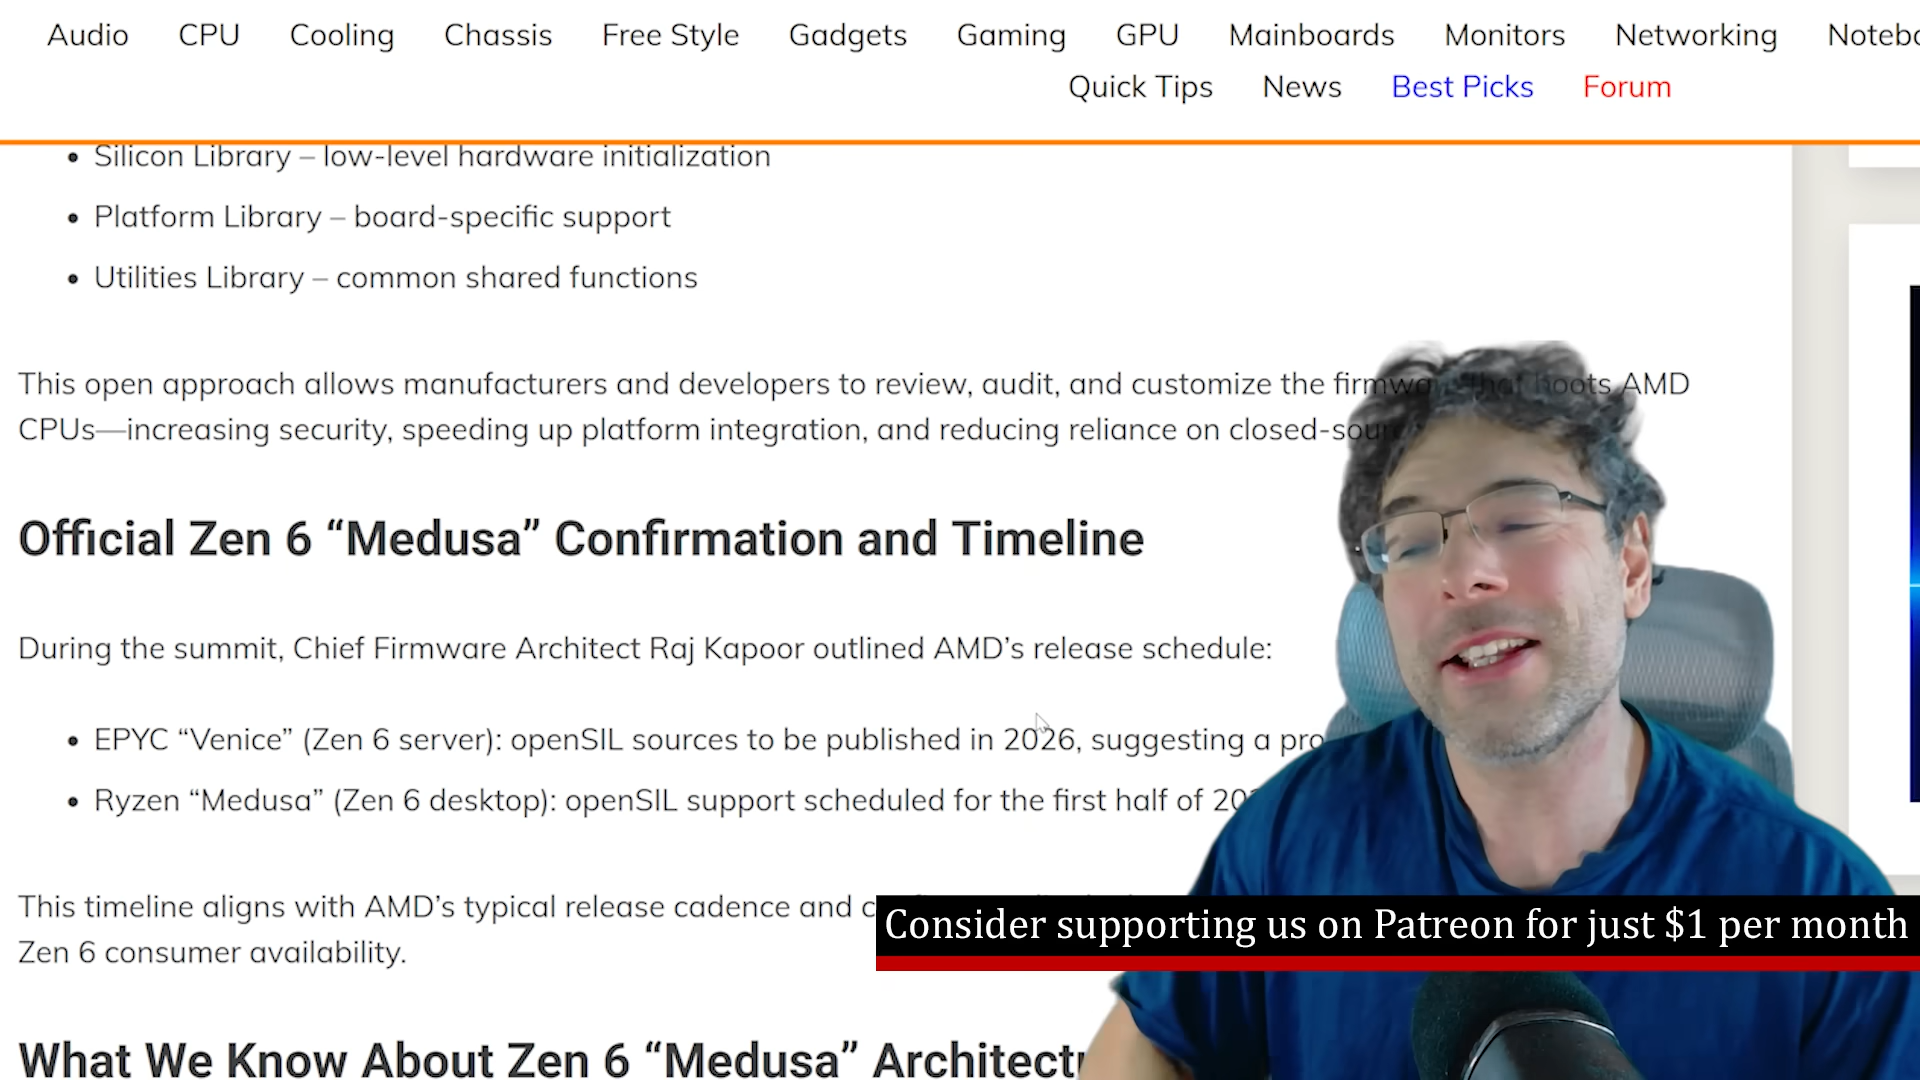 Audio CPU Cooling Chassis Free Style Gadgets Gaming GPU Mainboards Monitors Networking
Quick Tips News Best Picks Forum
• Silicon Library – low-level hardware initialization
• Platform Library – board-specific support
• Utilities Library – common shared functions
This open approach allows manufacturers and developers to review, audit, and customize the firmware that boots AMD
CPUs—increasing security, speeding up platform integration, and reducing reliance on
Official Zen 6 “Medusa” Confirmation and Timeline
During the summit, Chief Firmware Architect Raj Kapoor outlined AMD’s release schedule:
• EPYC “Venice” (Zen 6 server): openSIL sources to be published in 2026, suggesting a
• Ryzen “Medusa” (Zen 6 desktop): openSIL support scheduled for the first half of
This timeline aligns with AMD’s typical release cadence and
Zen 6 consumer availability.
Consider supporting us on Patreon for just $1 per month
What We Know About Zen 6 “Medusa”